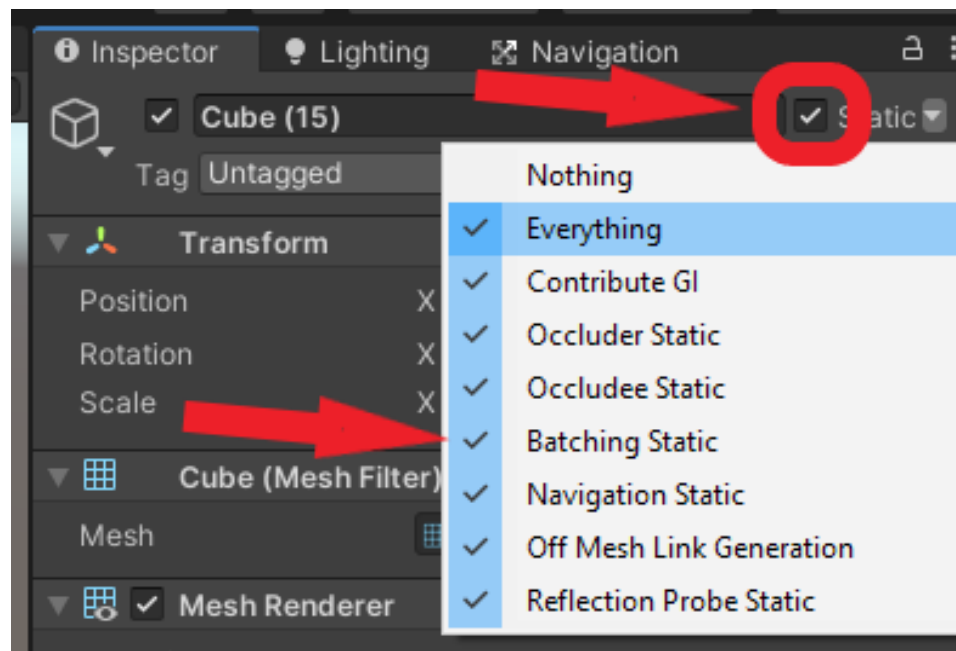 Inspector Lighting Navigation
Cube (15) Static
Tag Untagged
Nothing
Transform Everything
Position X Contribute GI
Occluder Static
Rotation X
Scale X Occludee Static
Batching Static
Cube (Mesh Filter)
Navigation Static
Mesh Off Mesh Link Generation
Mesh Renderer Reflection Probe Static